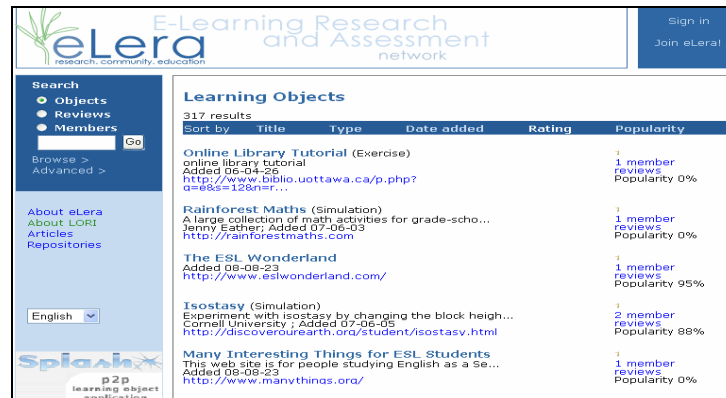 E-Learning Research
and Assessment
network
eLera
research. community. education
Sign in
Join eLera!
Search
Objects
Reviews
Members
Go
Browse >
Advanced >
About eLera
About LORI
Articles
Repositories
English
Splash
p2p
learning object
application
Learning Objects
317 results
Sort by Title Type Date added Rating Popularity
Online Library Tutorial (Exercise)
online library tutorial
Added 06-04-26
http://www.biblio.uottawa.ca/p.php?
q=e&s=12&n=r...
1 member
reviews
Popularity 0%
Rainforest Maths (Simulation)
A large collection of math activities for grade-scho...
Jenny Eather; Added 07-06-03
http://rainforestmaths.com
1 member
reviews
Popularity 0%
The ESL Wonderland
Added 08-08-23
http://www.eslwonderland.com/
1 member
reviews
Popularity 95%
Isostasy (Simulation)
Experiment with isostasy by changing the block heigh...
Cornell University ; Added 07-06-05
http://discoverourearth.org/student/isostasy.html
2 member
reviews
Popularity 88%
Many Interesting Things for ESL Students
This web site is for people studying English as a Se...
Added 08-08-23
http://www.manythings.org/
1 member
reviews
Popularity 0%